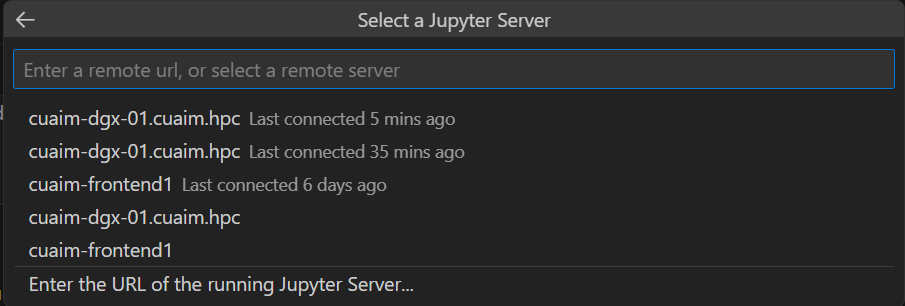 Select a Jupyter Server
Enter a remote url, or select a remote server
cuaim-dgx-01.cuaim.hpc Last connected 5 mins ago
cuaim-dgx-01.cuaim.hpc Last connected 35 mins ago
cuaim-frontend1 Last connected 6 days ago
cuaim-dgx-01.cuaim.hpc
cuaim-frontend1
Enter the URL of the running Jupyter Server...